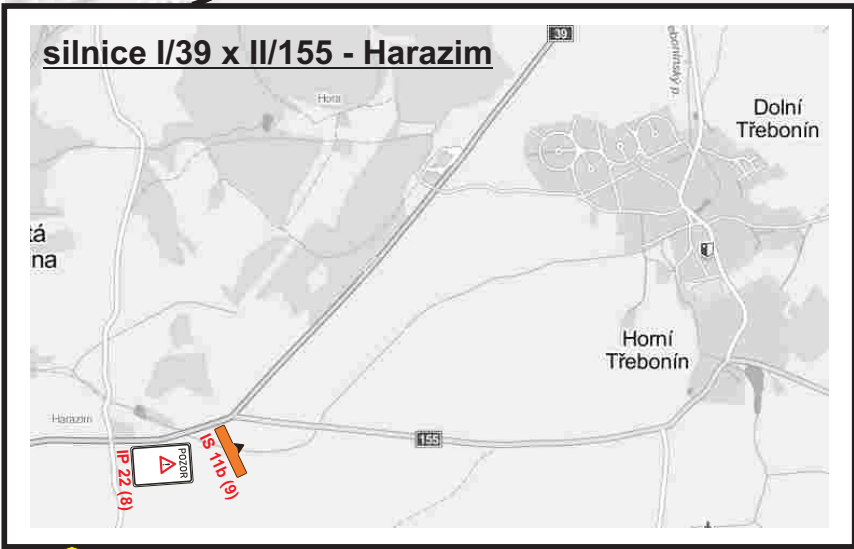 silnice I/39 x II/155 - Harazim
39
ebonínský p.
Hora
Dolní
Třebonín
tá
na
Horní
Třebonín
Harazim
155
POZOR
IP 22 (8)
IS 11b (9)